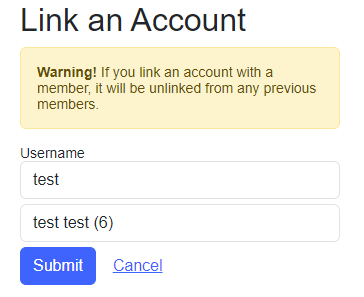 Link an Account
Warning! If you link an account with a
member, it will be unlinked from any previous
members.
Username
test
test test (6)
Submit Cancel